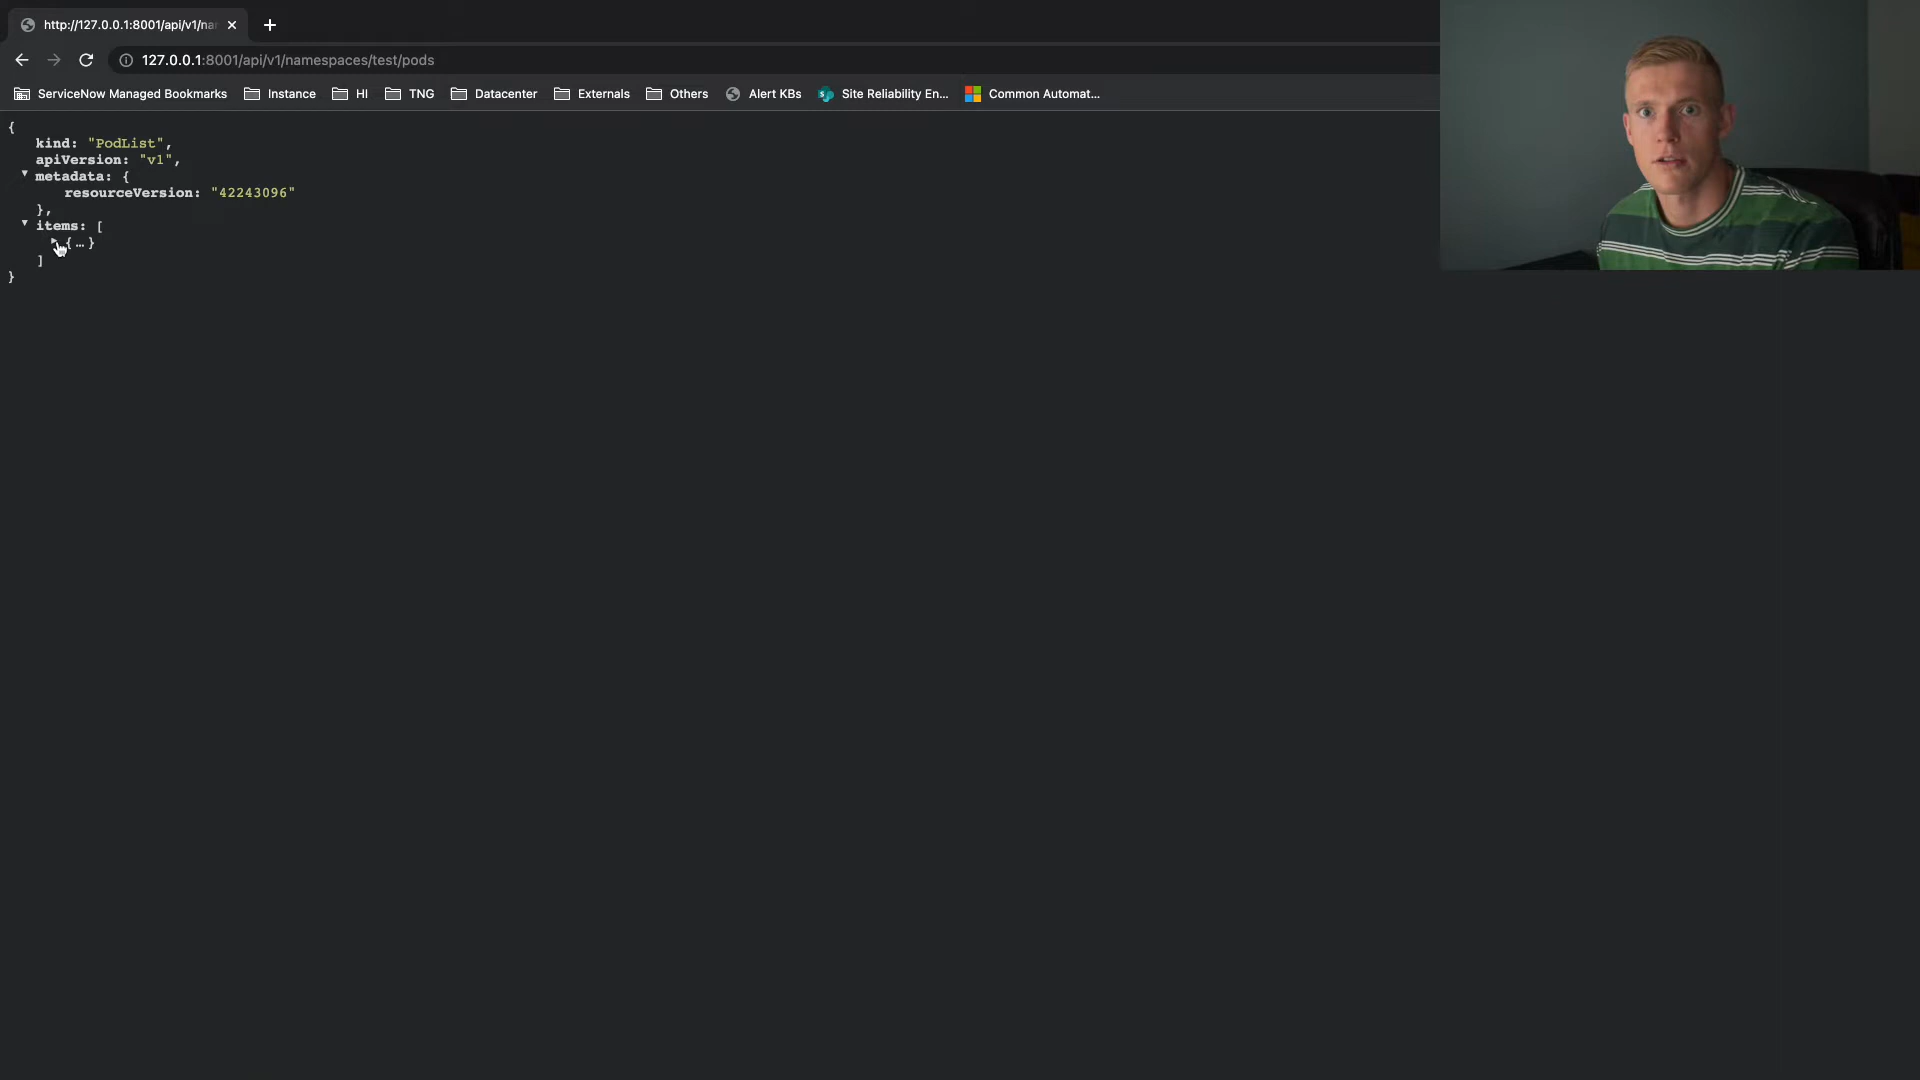 http://127.0.0.1:8001/api/v1/na
127.0.0.1:8001/api/v1/namespaces/test/pods
ServiceNow Managed Bookmarks Instance HI TNG Datacenter Externals Others Alert KBs Site Reliability En... Common Automat...
{
kind: "PodList",
apiVersion: "v1",
metadata: {
resourceVersion: "42243096"
},
items: [
{…}
]
}